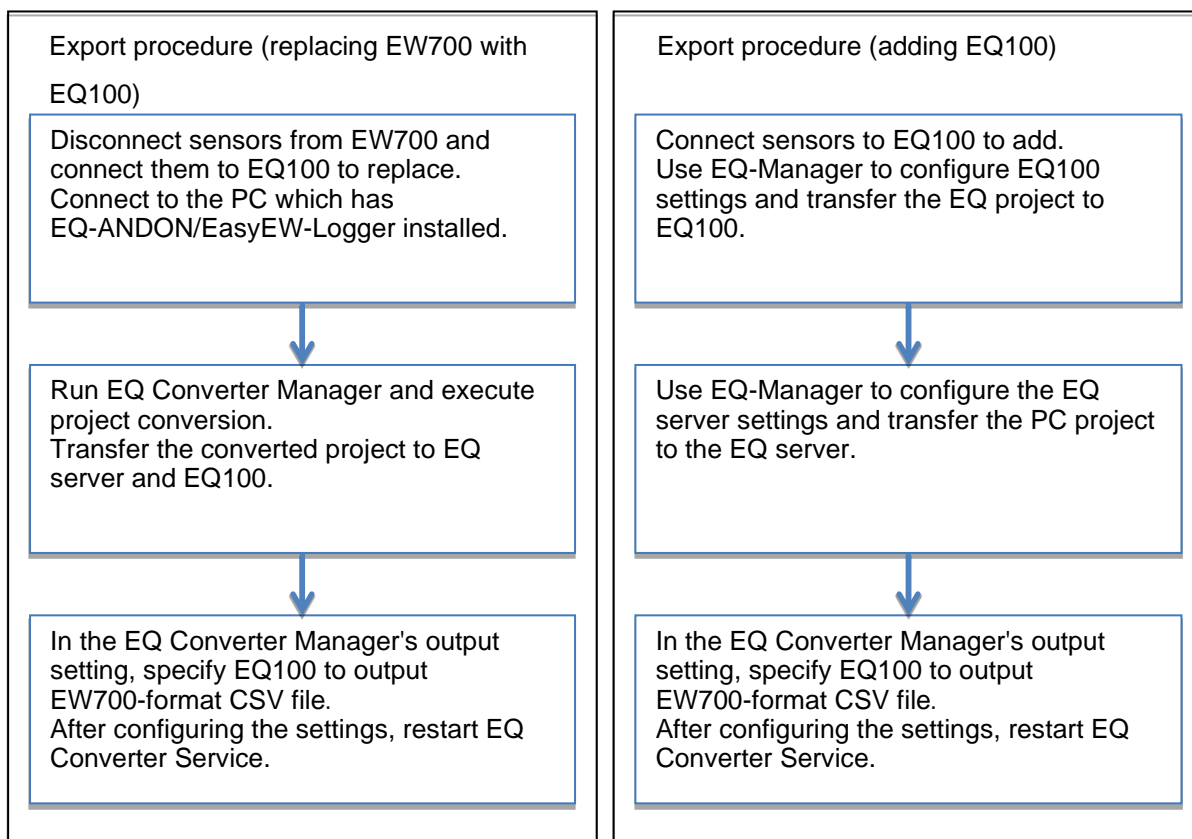 Export procedure (replacing EW700 with
EQ100)
Disconnect sensors from EW700 and
connect them to EQ100 to replace.
Connect to the PC which has
EQ-ANDON/EasyEW-Logger installed.
Run EQ Converter Manager and execute
project conversion.
Transfer the converted project to EQ
server and EQ100.
In the EQ Converter Manager's output
setting, specify EQ100 to output
EW700-format CSV file.
After configuring the settings, restart EQ
Converter Service.
Export procedure (adding EQ100)
Connect sensors to EQ100 to add.
Use EQ-Manager to configure EQ100
settings and transfer the EQ project to
EQ100.
Use EQ-Manager to configure the EQ
server settings and transfer the PC project
to the EQ server.
In the EQ Converter Manager's output
setting, specify EQ100 to output
EW700-format CSV file.
After configuring the settings, restart EQ
Converter Service.